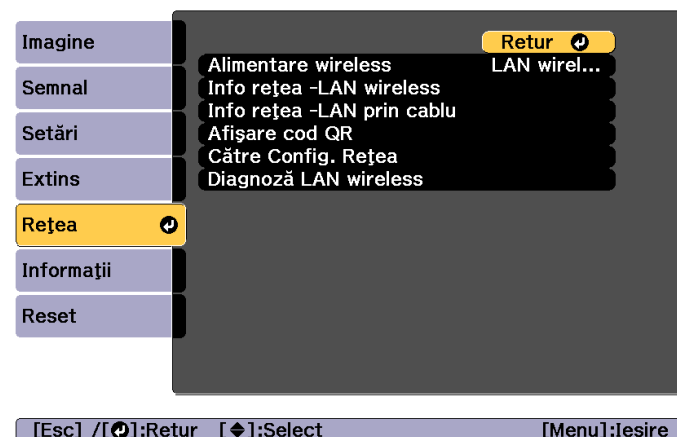 Imagine
Semnal
Setări
Extins
Reţea
Informaţii
Reset
Retur
Alimentare wireless LAN wirel...
Info reţea -LAN wireless
Info reţea -LAN prin cablu
Afişare cod QR
Către Config. Reţea
Diagnoză LAN wireless
[Esc] /[⏎]:Retur [◆]:Select [Menu]:Iesire